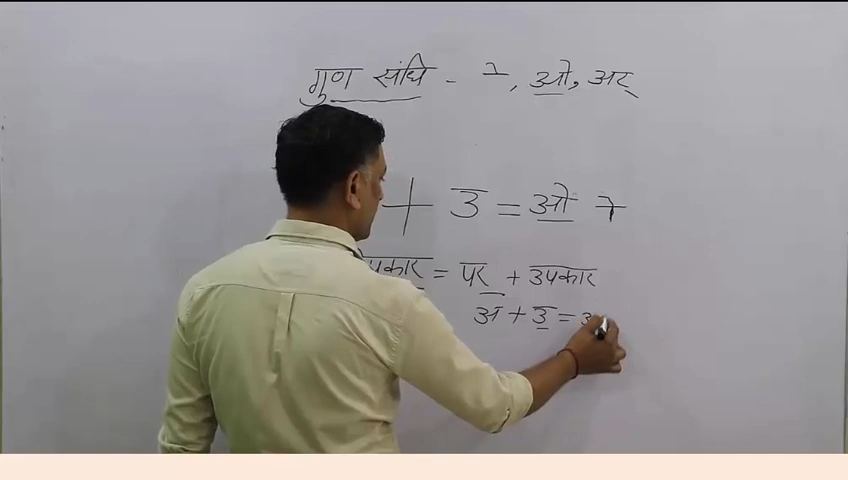 गुण संधि - ए, ओ, अर्
+ उ = ओ
पकार = पर + उपकार
अ + उ =